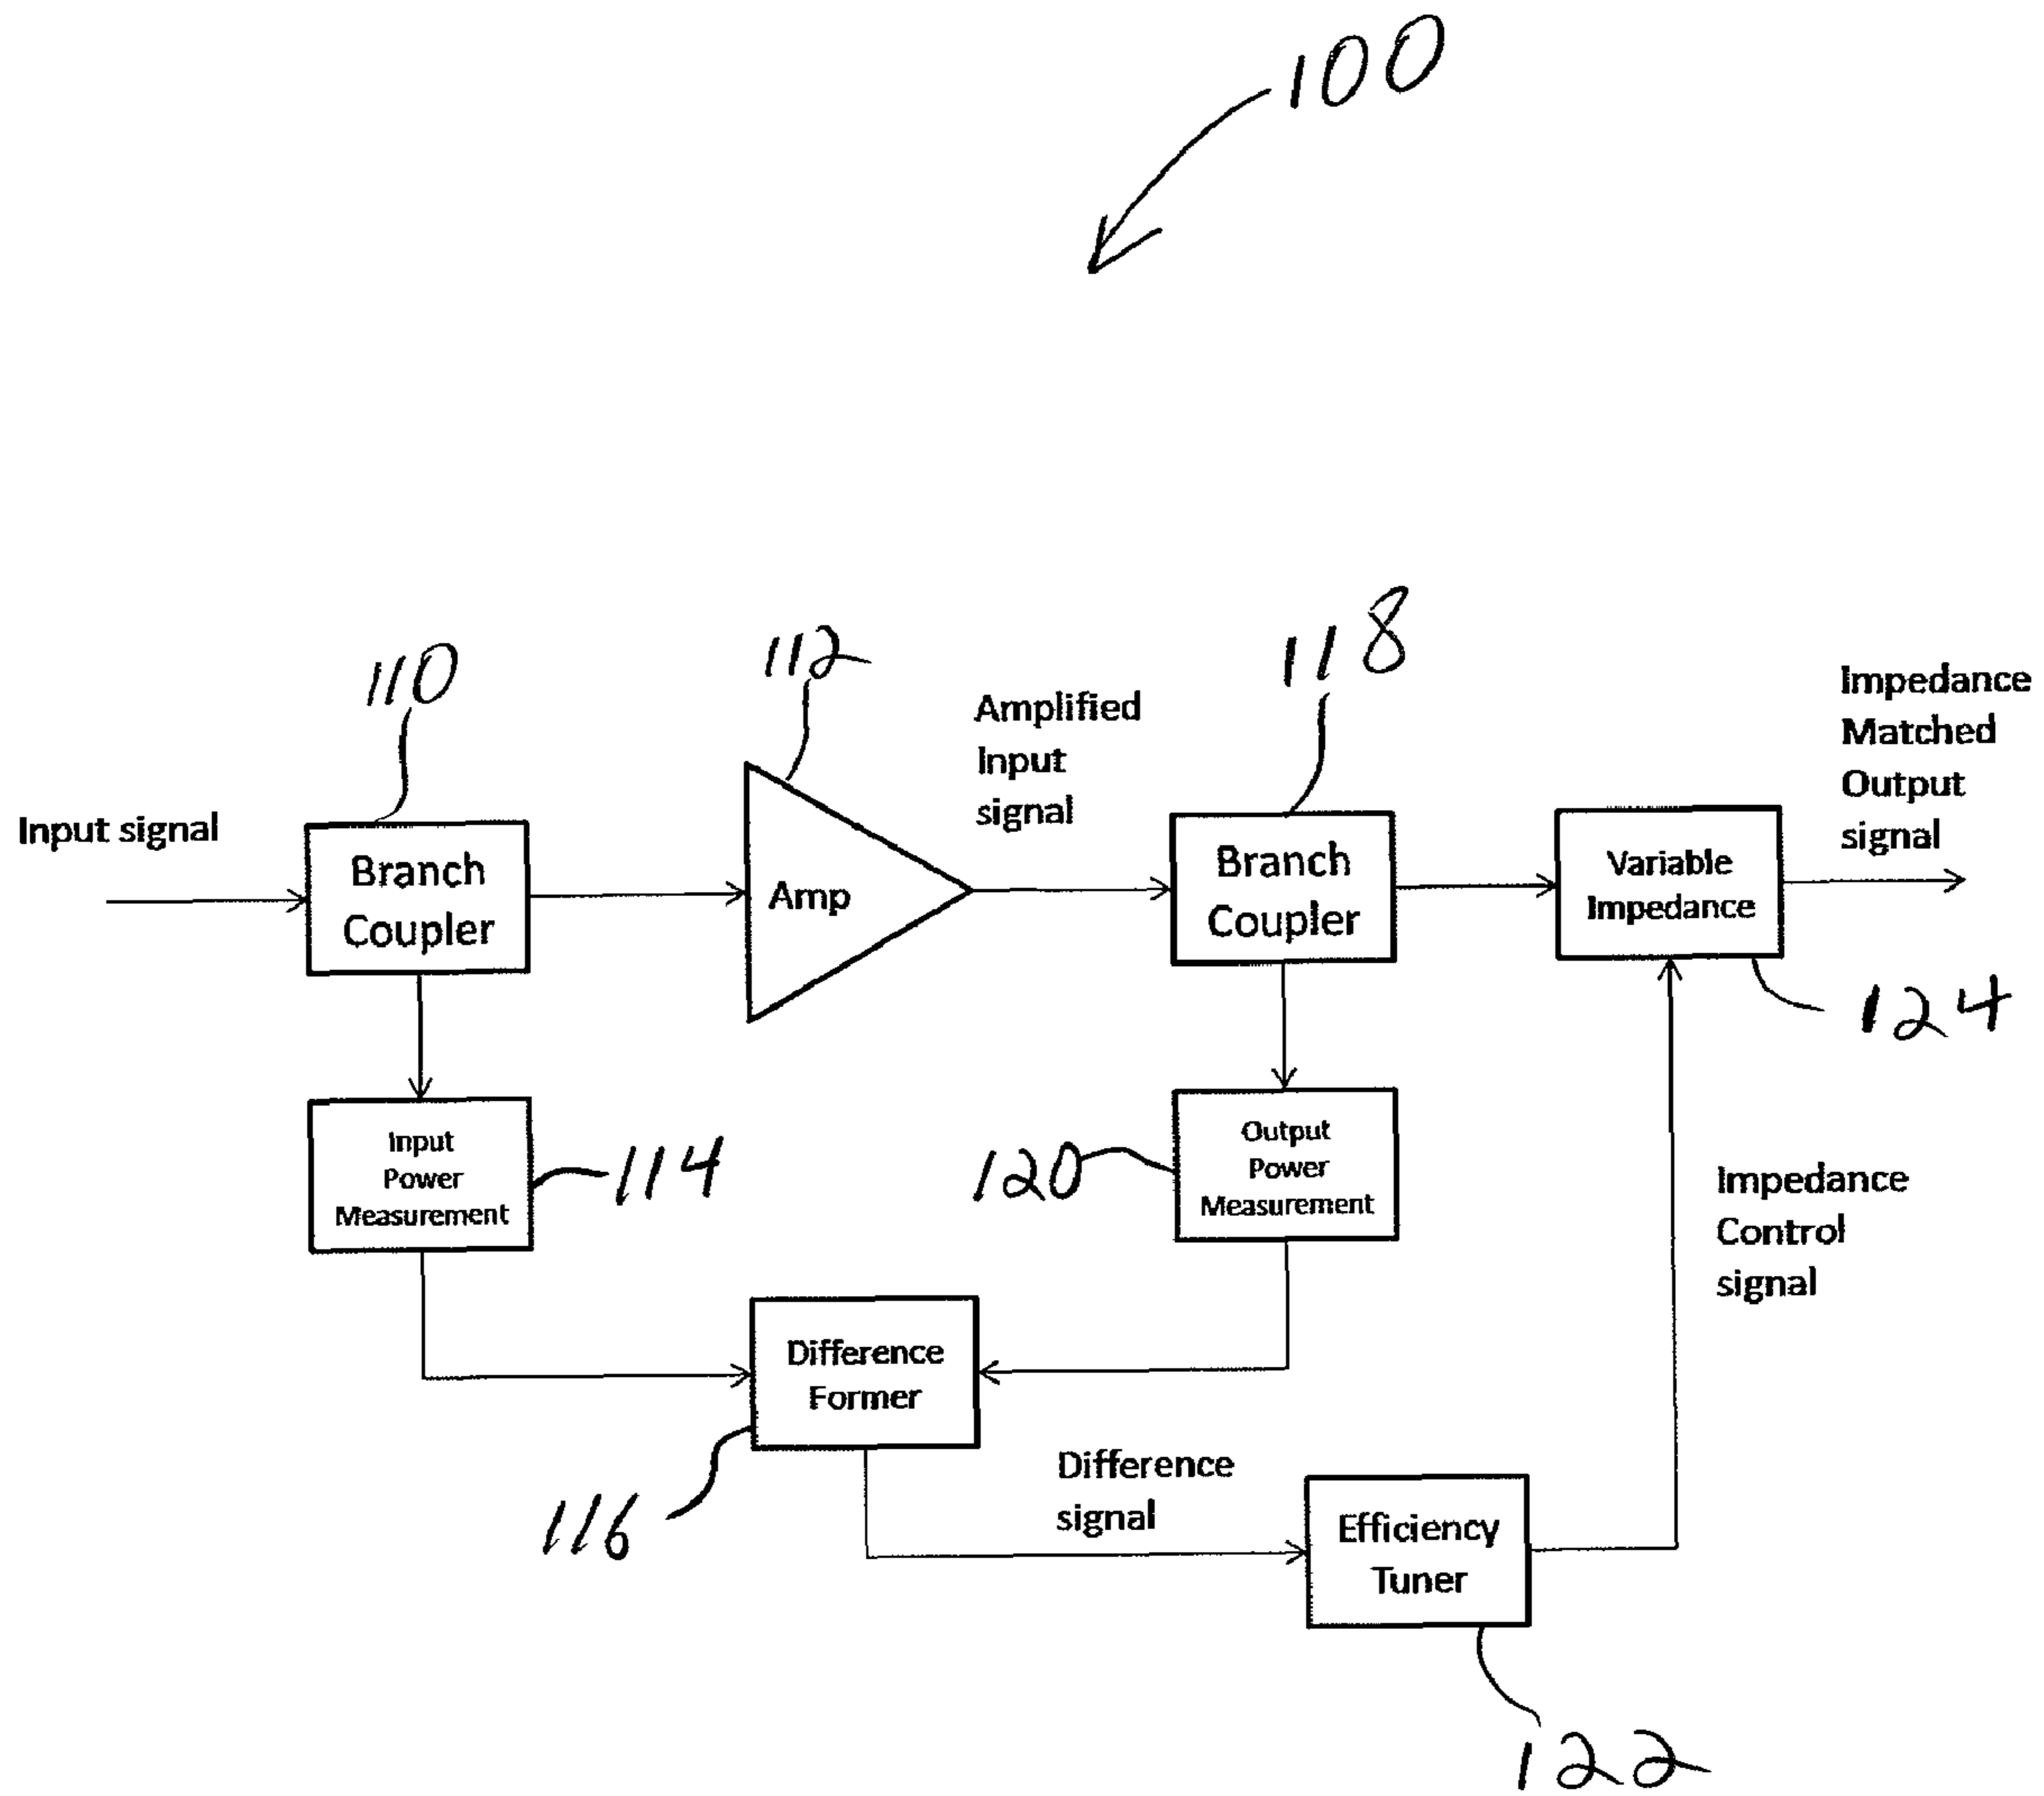 100
110
112
118
Amplified
Input
signal
Impedance
Matched
Output
signal
Input signal
Branch
Coupler
Amp
Branch
Coupler
Variable
Impedance
124
Input
Power
Measurement
114
120
Output
Power
Measurement
Impedance
Control
signal
Difference
Former
116
Difference
signal
Efficiency
Tuner
122